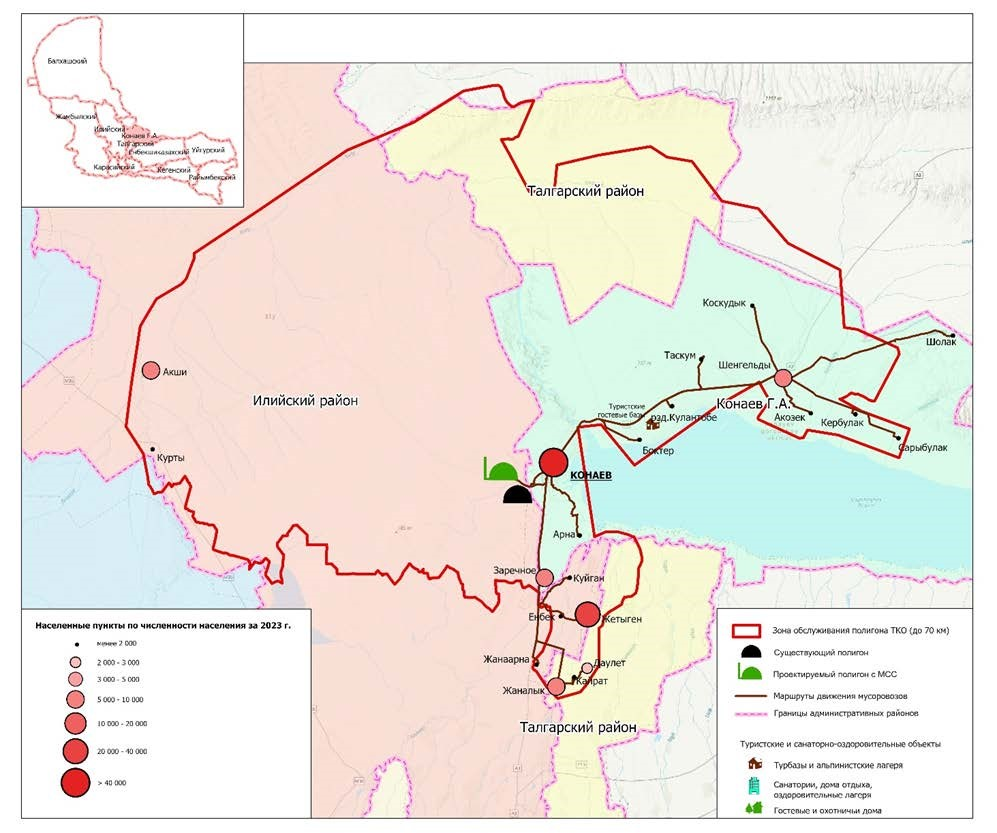 Балхашский
Жамбылский
Илийский
Конаев Г.А.
Талгарский
Енбекшиказахский
Уйгурский
Карасайский
Кегенский
Райымбекский
Талгарский район
Коскудык
Шолак
Таскум
Шенгельды
Акши
Илийский район
Туристские
гостевые базы
рзд.Кулантобе
Конаев Г.А.
Акозек
Кербулак
Сарыбулак
Боктер
Курты
КОНАЕВ
Арна
Заречное
Куйган
Енбек
Жетыген
Жанаарна
Даулет
Кайрат
Жаналык
Талгарский район
Населенные пункты по численности населения за 2023 г.
менее 2 000
2 000 - 3 000
3 000 - 5 000
5 000 - 10 000
10 000 - 20 000
20 000 - 40 000
> 40 000
Зона обслуживания полигона ТКО (до 70 км)
Существующий полигон
Проектируемый полигон с МСС
Маршруты движения мусоровозов
Границы административных районов
Туристские и санаторно-оздоровительные объекты
Турбазы и альпинистские лагеря
Санатории, дома отдыха,
оздоровительные лагеря
Гостевые и охотничьи дома